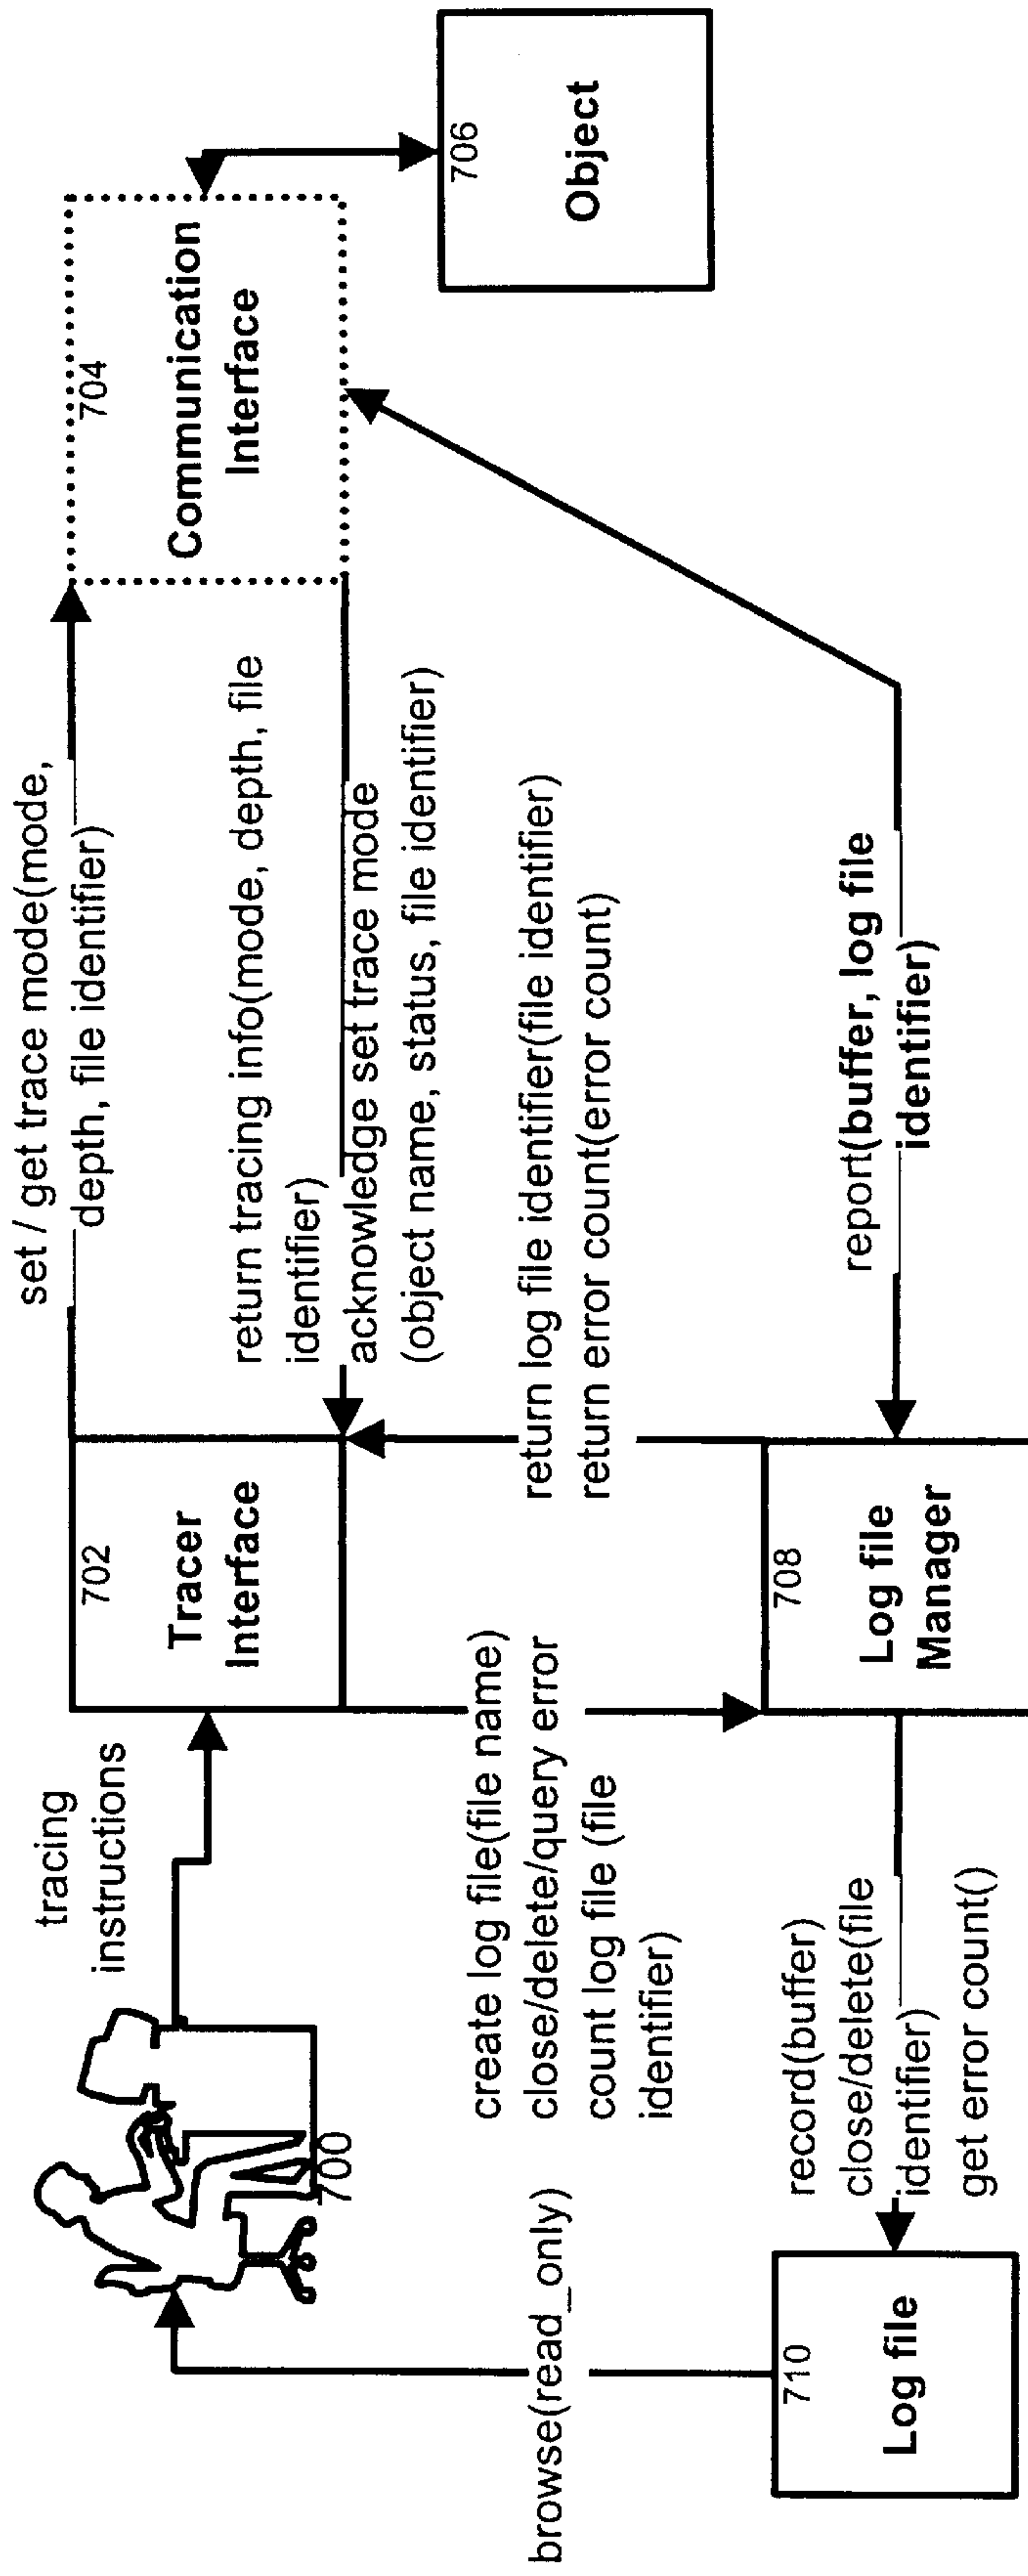 set / get trace mode(mode,
depth, file identifier)
704
Communication
Interface
706
Object
return tracing info(mode, depth, file
identifier)
acknowledge set trace mode
(object name, status, file identifier)
tracing
instructions
702
Tracer
Interface
700
return log file identifier(file identifier)
return error count(error count)
create log file(file name)
close/delete/query error
count log file (file
identifier)
report(buffer, log file
identifier)
browse(read_only)
708
Log file
Manager
record(buffer)
close/delete(file
identifier)
get error count()
710
Log file